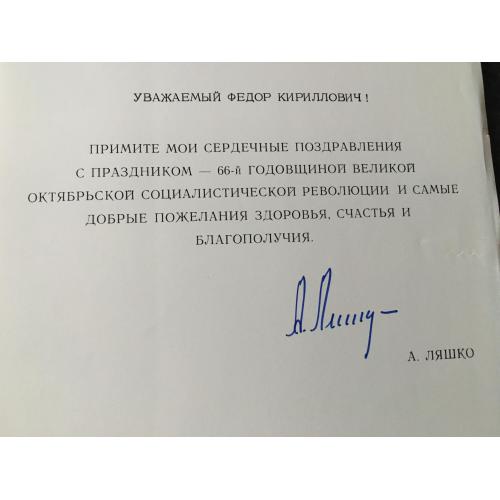 УВАЖАЕМЫЙ ФЕДОР КИРИЛЛОВИЧ!
ПРИМИТЕ МОИ СЕРДЕЧНЫЕ ПОЗДРАВЛЕНИЯ
С ПРАЗДНИКОМ — 66-й ГОДОВЩИНОЙ ВЕЛИКОЙ
ОКТЯБРЬСКОЙ СОЦИАЛИСТИЧЕСКОЙ РЕВОЛЮЦИИ И САМЫЕ
ДОБРЫЕ ПОЖЕЛАНИЯ ЗДОРОВЬЯ, СЧАСТЬЯ И
БЛАГОПОЛУЧИЯ.
А. ЛЯШКО